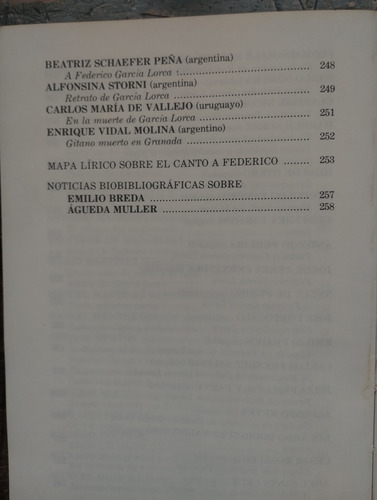 BEATRIZ SCHAEFER PEÑA (argentina)
A Federico García Lorca : ........................................ 248
ALFONSINA STORNI (argentina)
Retrato de García Lorca ........................................ 249
CARLOS MARÍA DE VALLEJO (uruguayo)
En la muerte de García Lorca ........................................ 251
ENRIQUE VIDAL MOLINA (argentino)
Gitano muerto en Granada ........................................ 252
MAPA LÍRICO SOBRE EL CANTO A FEDERICO ........ 253
NOTICIAS BIOBIBLIOGRÁFICAS SOBRE
EMILIO BREDA ........................................ 257
ÁGUEDA MULLER ........................................ 258